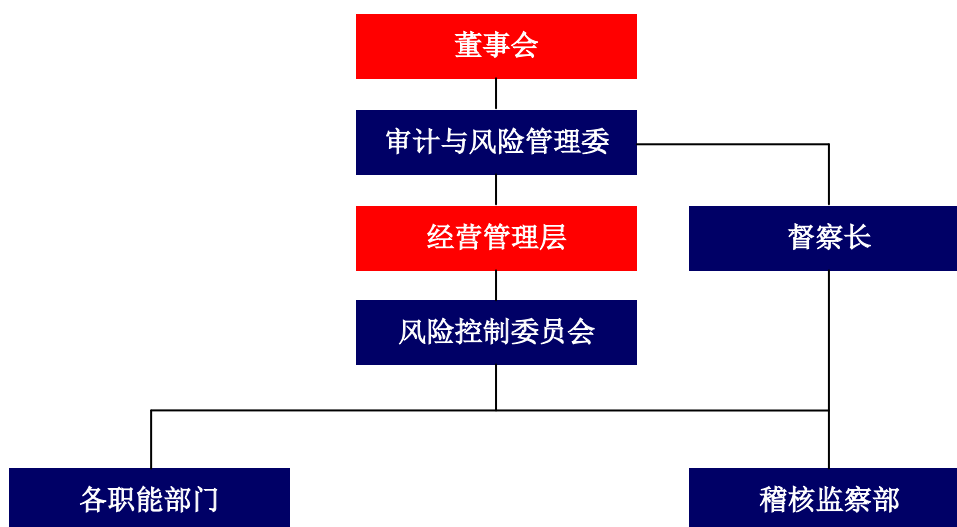 董事会
审计与风险管理委
经营管理层
督察长
风险控制委员会
各职能部门
稽核监察部